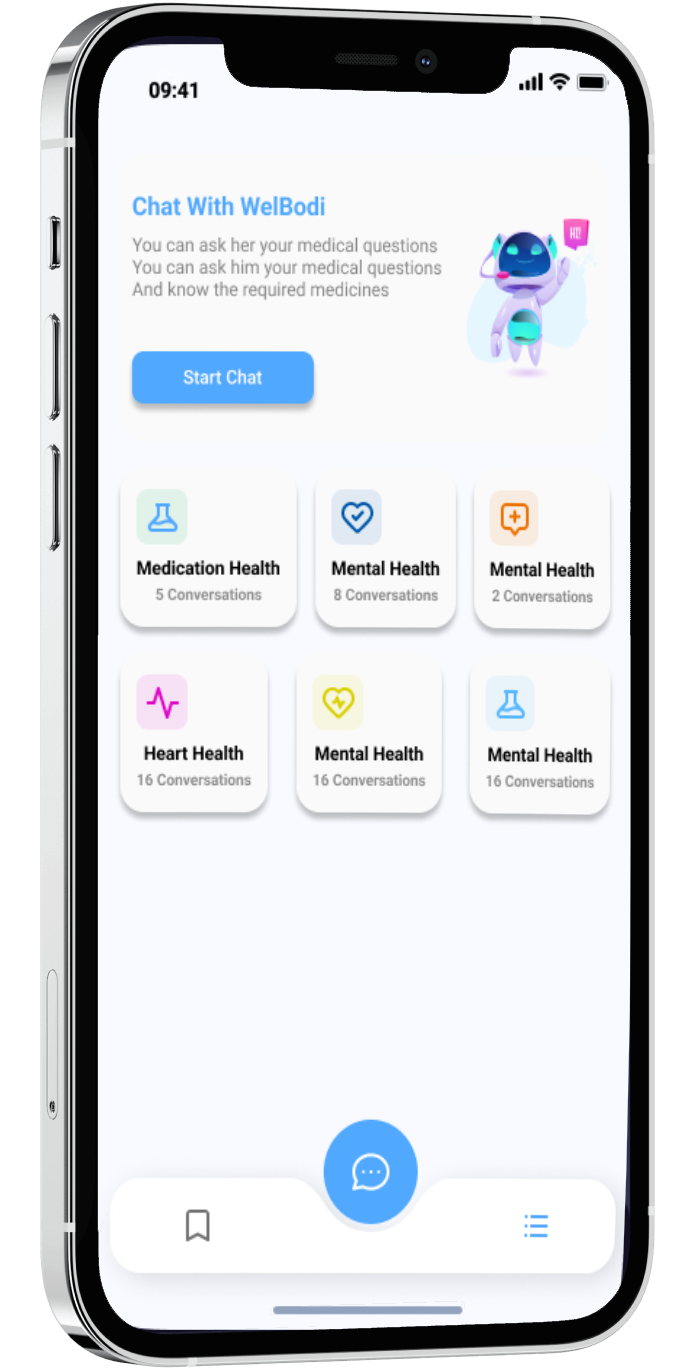 09:41
Chat With WelBodi
HI!
You can ask her your medical questions
You can ask him your medical questions
And know the required medicines
Start Chat
Medication Health
5 Conversations
Mental Health
8 Conversations
Mental Health
2 Conversations
Heart Health
16 Conversations
Mental Health
16 Conversations
Mental Health
16 Conversations